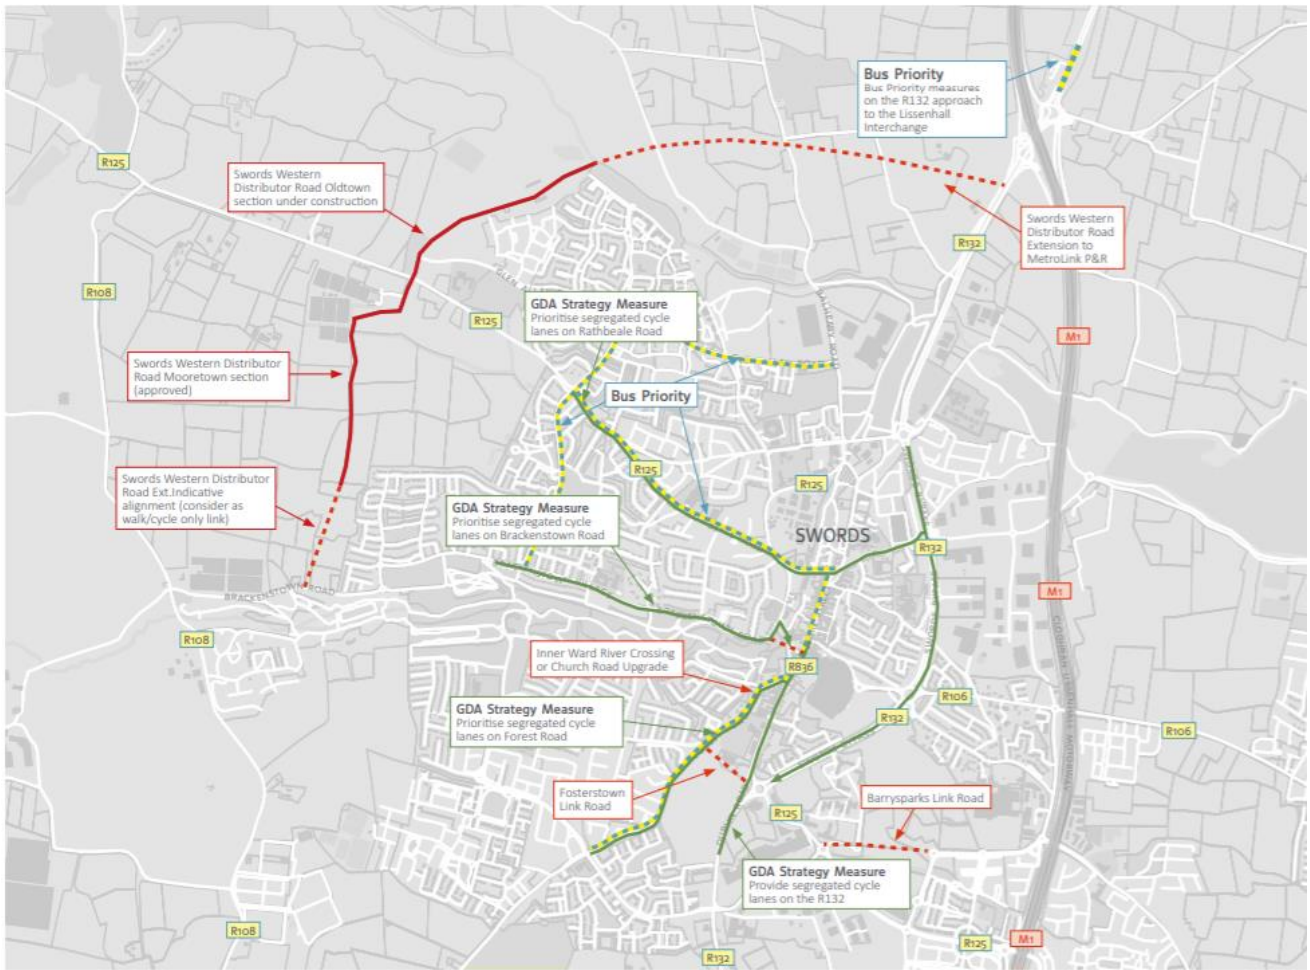 Bus Priority
Bus Priority measures
on the R132 approach
to the Lissenhall
Interchange
R125
Swords Western
Distributor Road Oldtown
section under construction
Swords Western
Distributor Road
Extension to
MetroLink P&R
R132
R108
GDA Strategy Measure
Prioritise segregated cycle
lanes on Rathbeale Road
R125
M1
Swords Western Distributor
Road Mooretown section
(approved)
Bus Priority
Swords Western Distributor
Road Ext.Indicative
alignment (consider as
walk/cycle only link)
R125
R125
GDA Strategy Measure
Prioritise segregated cycle
lanes on Brackenstown Road
SWORDS
R132
BRACKENSTOWN ROAD
M1
R108
Inner Ward River Crossing
or Church Road Upgrade
R836
R106
GDA Strategy Measure
Prioritise segregated cycle
lanes on Forest Road
R132
R106
Fosterstown
Link Road
Barrysparks Link Road
R125
GDA Strategy Measure
Provide segregated cycle
lanes on the R132
R108
R125
M1
R132